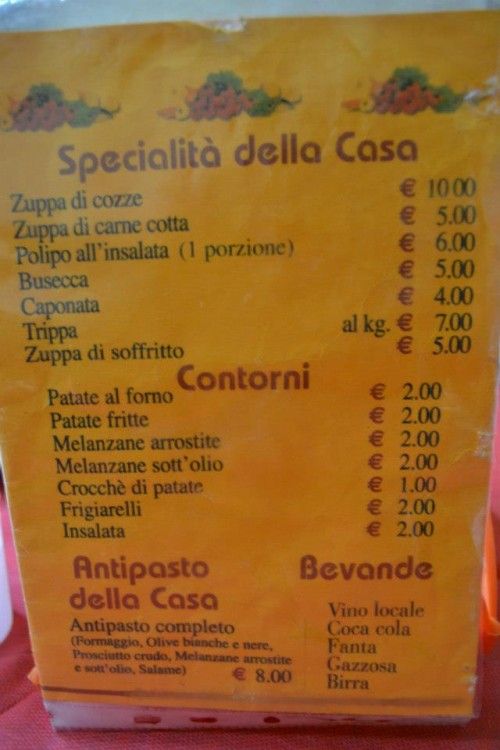 Specialità della Casa
Zuppa di cozze € 10 00
Zuppa di carne cotta € 5.00
Polipo all'insalata (1 porzione) € 6.00
Busecca € 5.00
Caponata € 4.00
Trippa al kg. € 7.00
Zuppa di soffritto € 5.00
Contorni
Patate al forno € 2.00
Patate fritte € 2.00
Melanzane arrostite € 2.00
Melanzane sott'olio € 2.00
Crocchè di patate € 1.00
Frigiarelli € 2.00
Insalata € 2.00
Antipasto
della Casa
Antipasto completo
(Formaggio, Olive bianche e nere,
Prosciutto crudo, Melanzane arrostite
e sott'olio, Salame) € 8.00
Bevande
Vino locale
Coca cola
Fanta
Gazzosa
Birra